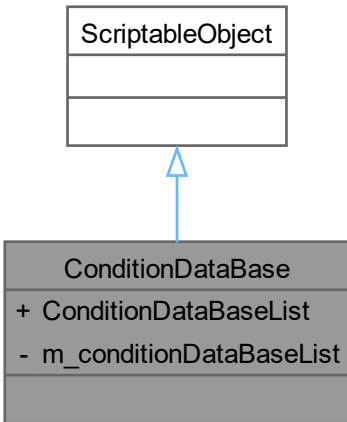 ScriptableObject
ConditionDataBase
+ ConditionDataBaseList
- m_conditionDataBaseList